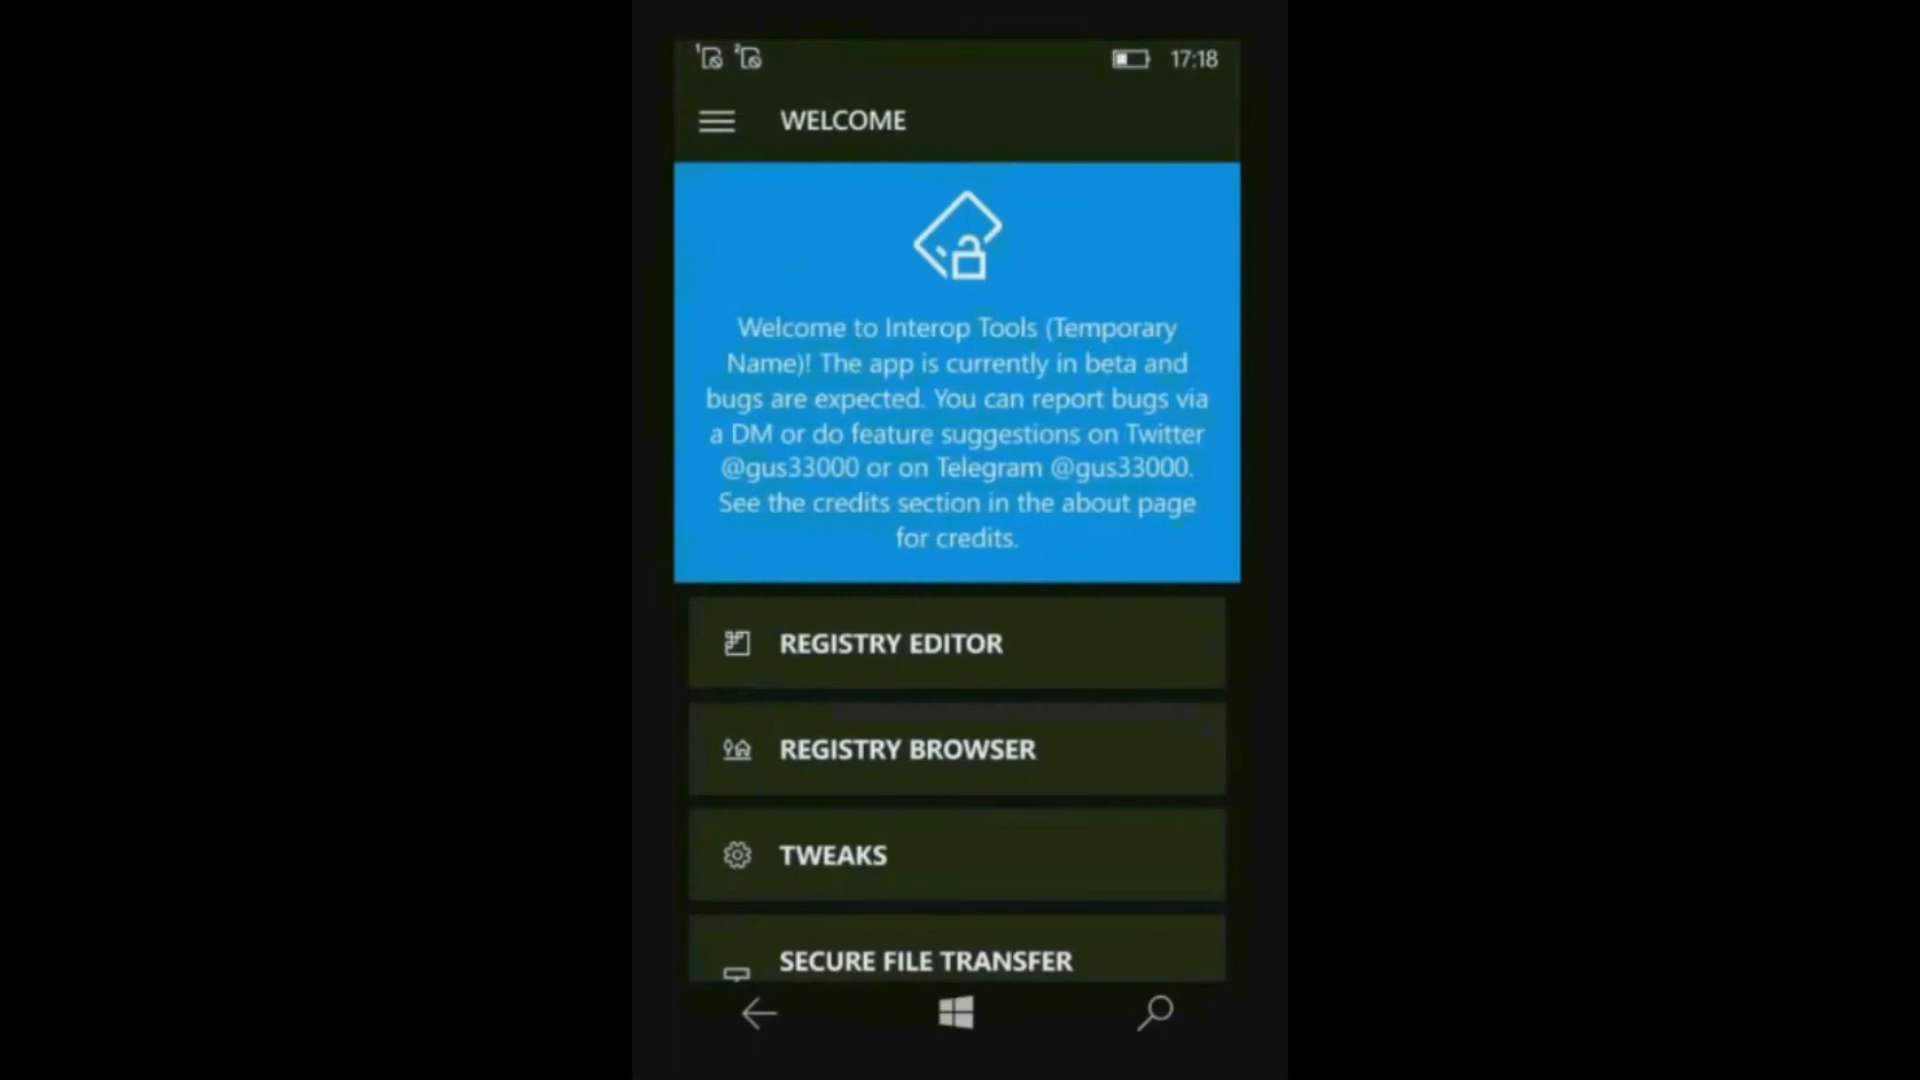 1 2 17:18
WELCOME
Welcome to Interop Tools (Temporary
Name)! The app is currently in beta and
bugs are expected. You can report bugs via
a DM or do feature suggestions on Twitter
@gus33000 or on Telegram @gus33000.
See the credits section in the about page
for credits.
REGISTRY EDITOR
REGISTRY BROWSER
TWEAKS
SECURE FILE TRANSFER